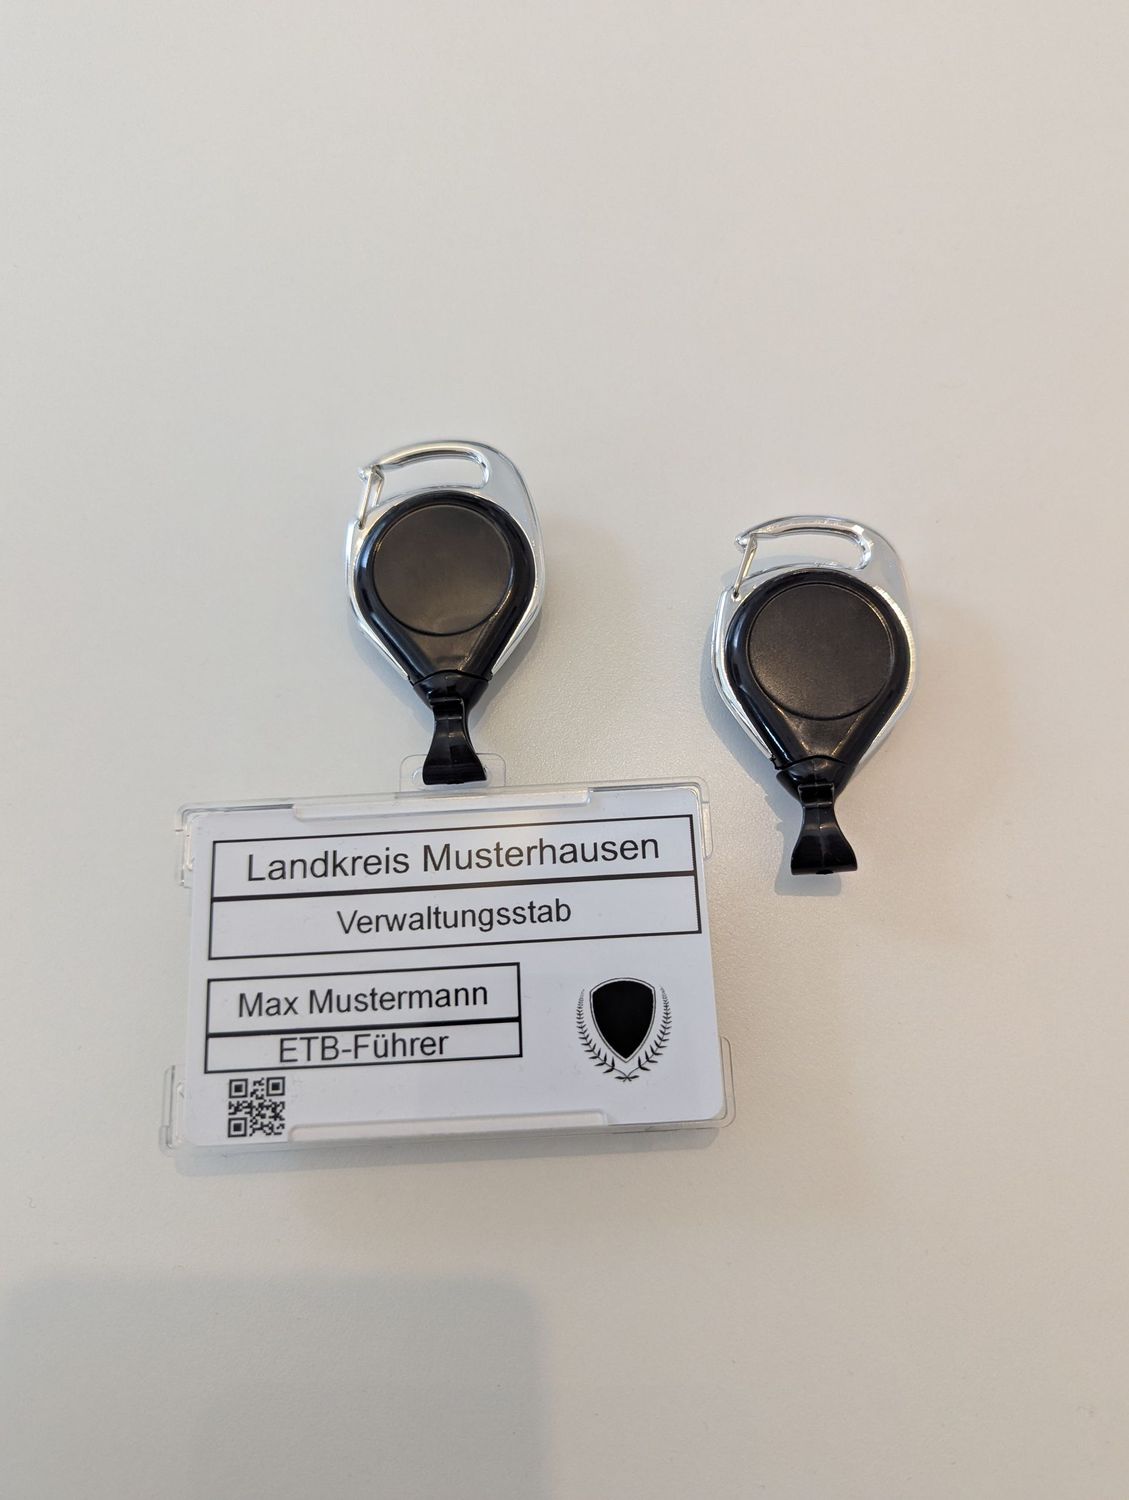 Landkreis Musterhausen
Verwaltungsstab
Max Mustermann
ETB-Führer